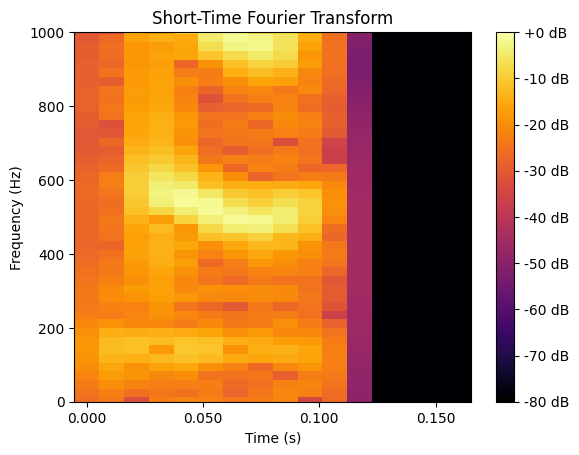 Short-Time Fourier Transform
1000
800
600
400
200
0
Frequency (Hz)
0.000
0.050
0.100
0.150
Time (s)
+0 dB
-10 dB
-20 dB
-30 dB
-40 dB
-50 dB
-60 dB
-70 dB
-80 dB